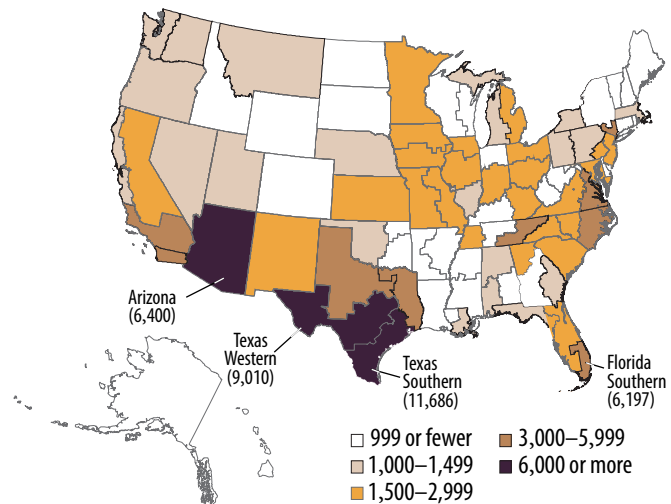 Arizona
(6,400)
Texas
Western
(9,010)
Texas
Southern
(11,686)
Florida
Southern
(6,197)
999 or fewer
1,000–1,499
1,500–2,999
3,000–5,999
6,000 or more